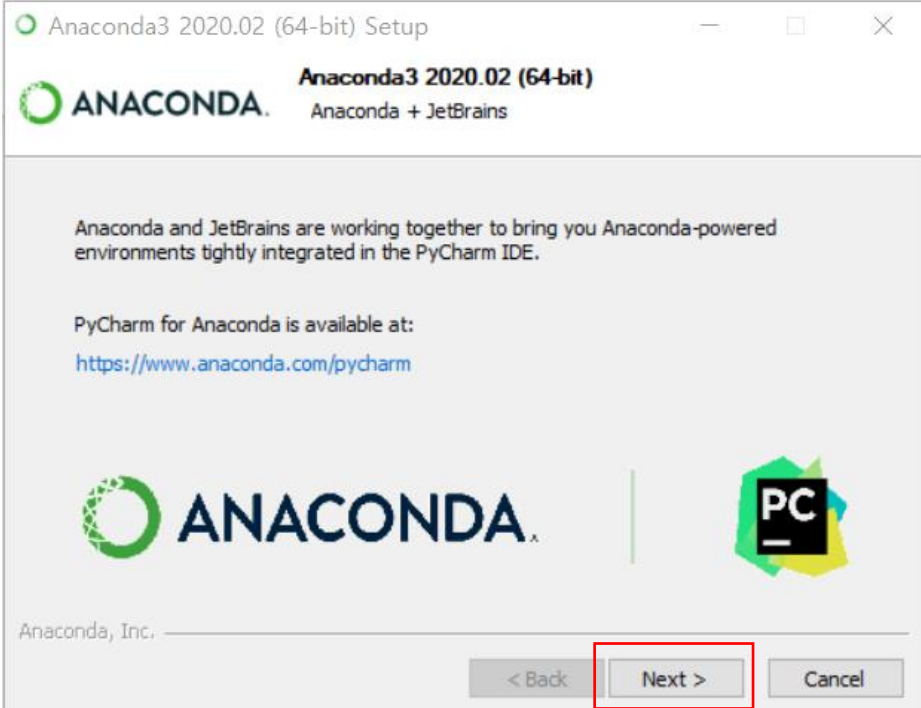 Anaconda3 2020.02 (64-bit) Setup
ANACONDA.
Anaconda3 2020.02 (64-bit)
Anaconda + JetBrains
Anaconda and JetBrains are working together to bring you Anaconda-powered
environments tightly integrated in the PyCharm IDE.
PyCharm for Anaconda is available at:
https://www.anaconda.com/pycharm
ANACONDA.
PC
Anaconda, Inc.
< Back Next > Cancel